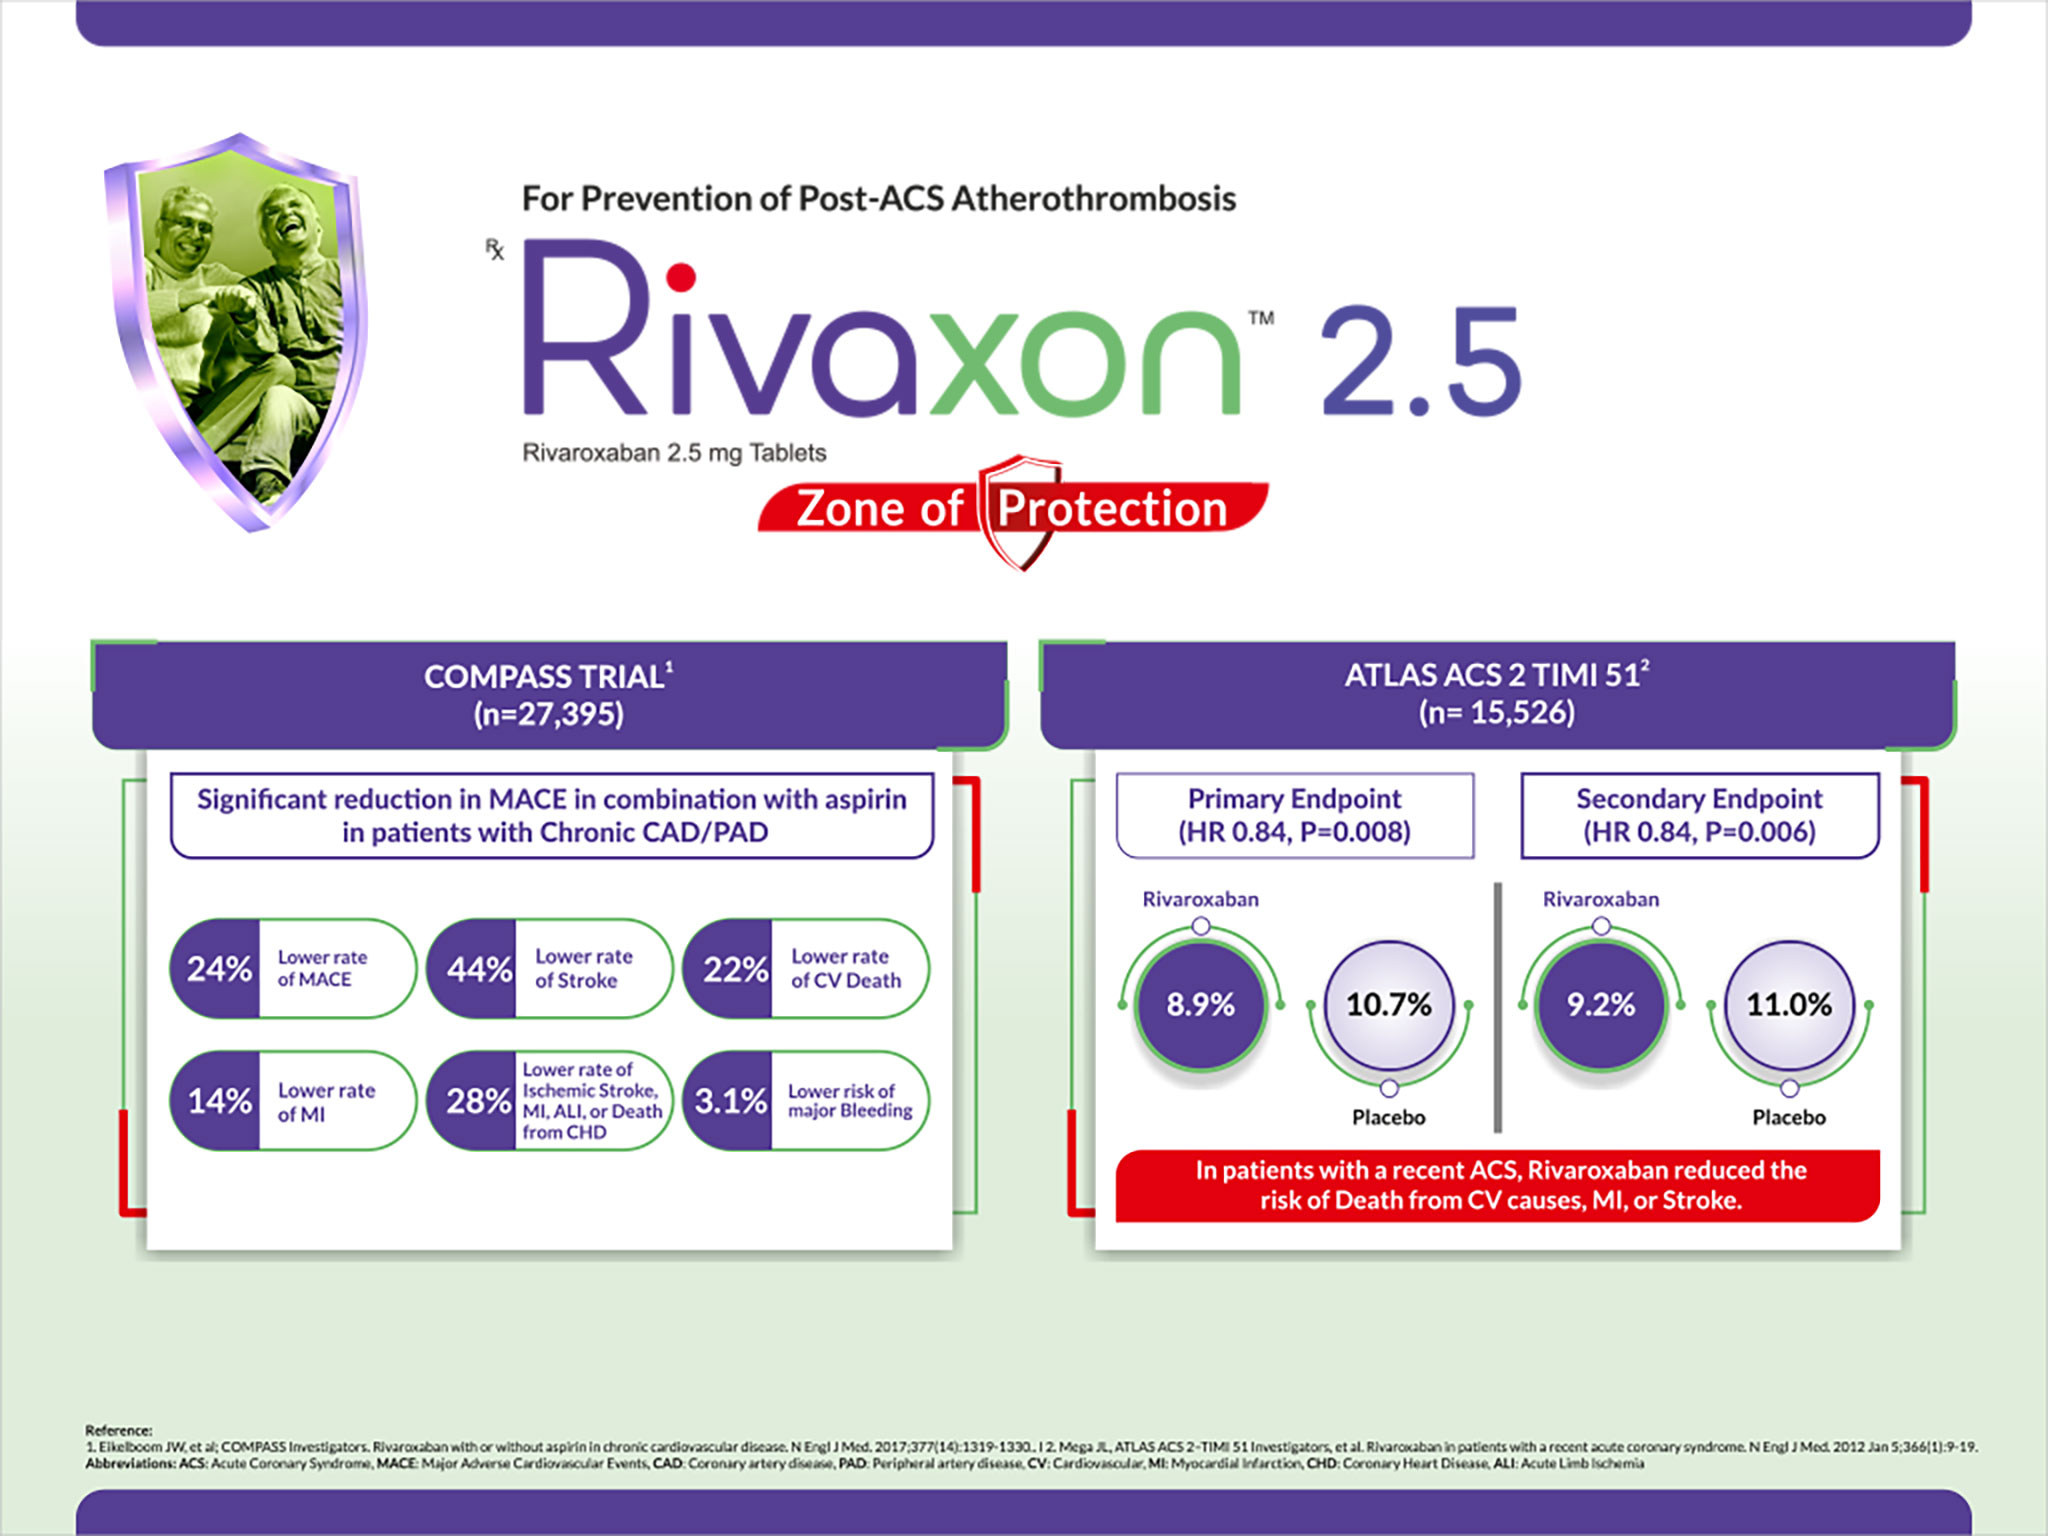 For Prevention of Post-ACS Atherothrombosis
Rx Rivaxon™ 2.5
Rivaroxaban 2.5 mg Tablets
Zone of Protection
COMPASS TRIAL¹
(n=27,395)
Significant reduction in MACE in combination with aspirin
in patients with Chronic CAD/PAD
24% Lower rate
of MACE
44% Lower rate
of Stroke
22% Lower rate
of CV Death
14% Lower rate
of MI
28% Lower rate of
Ischemic Stroke,
MI, ALI, or Death
from CHD
3.1% Lower risk of
major Bleeding
ATLAS ACS 2 TIMI 51²
(n= 15,526)
Primary Endpoint
(HR 0.84, P=0.008)
Rivaroxaban
8.9%
10.7%
Placebo
Secondary Endpoint
(HR 0.84, P=0.006)
Rivaroxaban
9.2%
11.0%
Placebo
In patients with a recent ACS, Rivaroxaban reduced the
risk of Death from CV causes, MI, or Stroke.
Reference:
1. Eikelboom JW, et al; COMPASS Investigators. Rivaroxaban with or without aspirin in chronic cardiovascular disease. N Engl J Med. 2017;377(14):1319-1330.. I 2. Mega JL, ATLAS ACS 2–TIMI 51 Investigators, et al. Rivaroxaban in patients with a recent acute coronary syndrome. N Engl J Med. 2012 Jan 5;366(1):9-19.
Abbreviations: ACS: Acute Coronary Syndrome, MACE: Major Adverse Cardiovascular Events, CAD: Coronary artery disease, PAD: Peripheral artery disease, CV: Cardiovascular, MI: Myocardial Infarction, CHD: Coronary Heart Disease, ALI: Acute Limb Ischemia